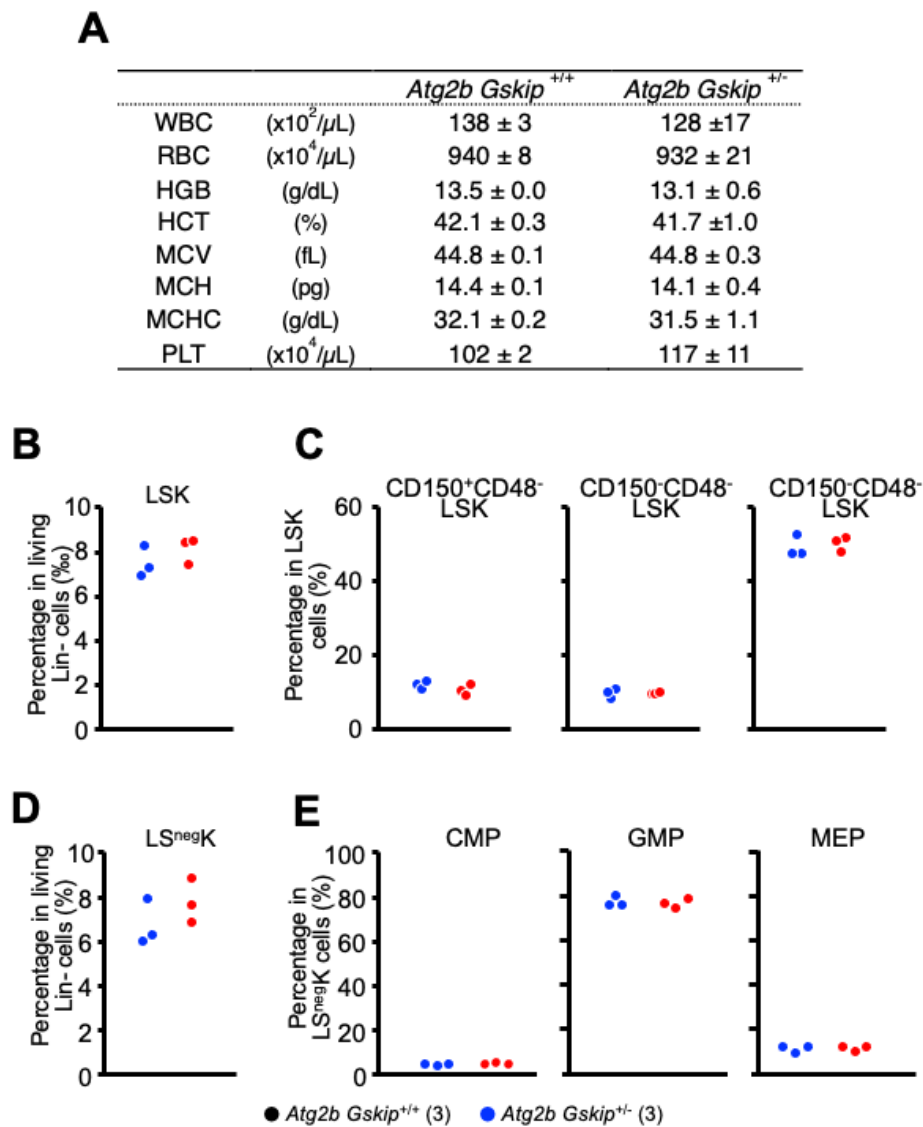 A
Atg2b Gskip +/+ Atg2b Gskip +/-
WBC (x10²/µL) 138 ± 3 128 ±17
RBC (x10⁴/µL) 940 ± 8 932 ± 21
HGB (g/dL) 13.5 ± 0.0 13.1 ± 0.6
HCT (%) 42.1 ± 0.3 41.7 ±1.0
MCV (fL) 44.8 ± 0.1 44.8 ± 0.3
MCH (pg) 14.4 ± 0.1 14.1 ± 0.4
MCHC (g/dL) 32.1 ± 0.2 31.5 ± 1.1
PLT (x10⁴/µL) 102 ± 2 117 ± 11
B
LSK
Percentage in living
Lin- cells (‰)
10
8
6
4
2
0
C
CD150⁺CD48⁻
LSK
CD150⁻CD48⁻
LSK
CD150⁻CD48⁻
LSK
Percentage in LSK
cells (%)
60
40
20
0
D
LSnegK
Percentage in living
Lin- cells (%)
10
8
6
4
2
0
E
CMP
GMP
MEP
Percentage in
LSnegK cells (%)
100
80
60
40
20
0
Atg2b Gskip+/+ (3) Atg2b Gskip+/- (3)